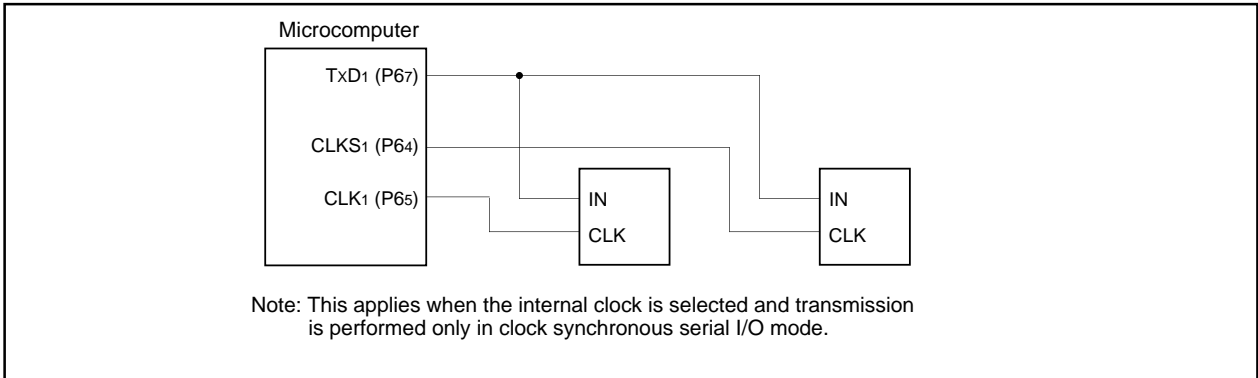 Microcomputer
TxD1 (P67)
CLKS1 (P64)
CLK1 (P65)
IN
CLK
IN
CLK
Note: This applies when the internal clock is selected and transmission
is performed only in clock synchronous serial I/O mode.